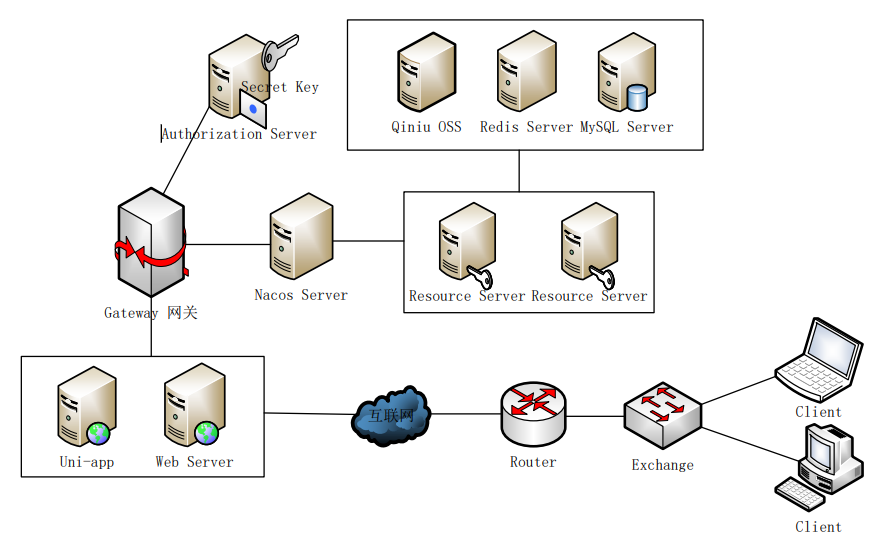 Secret Key
Authorization Server
Qiniu OSS
Redis Server
MySQL Server
Gateway 网关
Nacos Server
Resource Server
Resource Server
Uni-app
Web Server
互联网
Router
Exchange
Client
Client